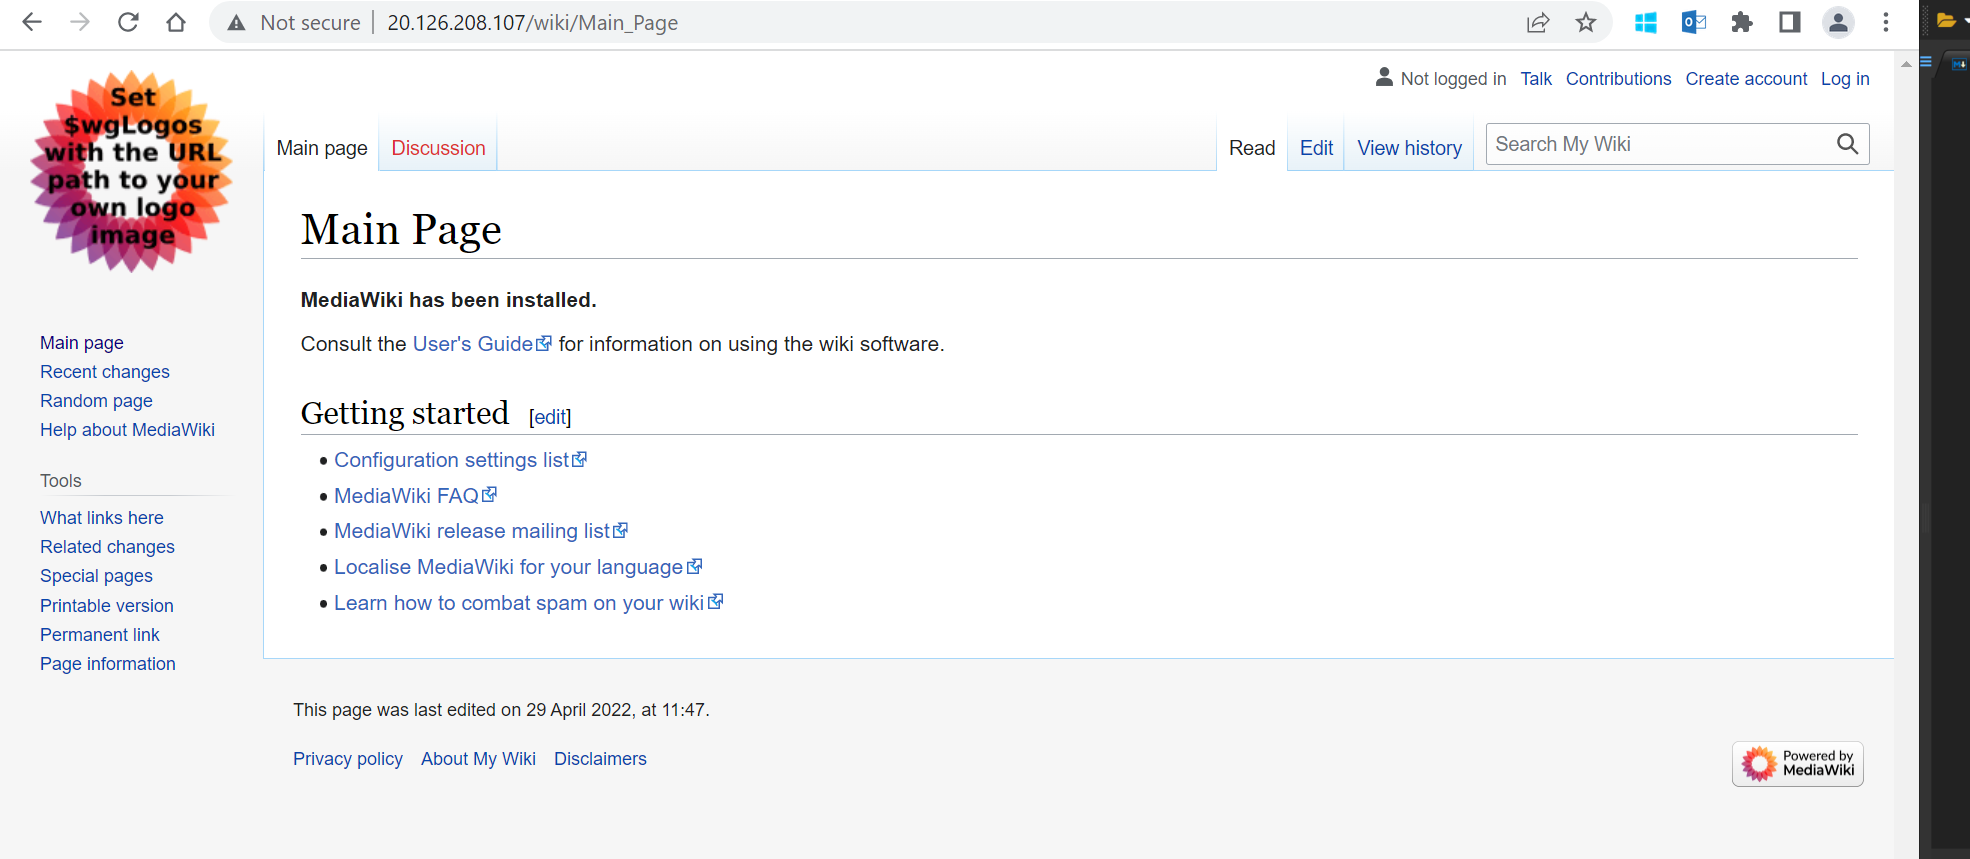 Not secure 20.126.208.107/wiki/Main_Page
Set
$wgLogos
with the URL
path to your
own logo
image
Not logged in Talk Contributions Create account Log in
Main page Discussion Read Edit View history Search My Wiki
Main Page
MediaWiki has been installed.
Consult the User's Guide for information on using the wiki software.
Getting started [edit]
Configuration settings list
MediaWiki FAQ
MediaWiki release mailing list
Localise MediaWiki for your language
Learn how to combat spam on your wiki
Main page
Recent changes
Random page
Help about MediaWiki
Tools
What links here
Related changes
Special pages
Printable version
Permanent link
Page information
This page was last edited on 29 April 2022, at 11:47.
Privacy policy About My Wiki Disclaimers
Powered by
MediaWiki